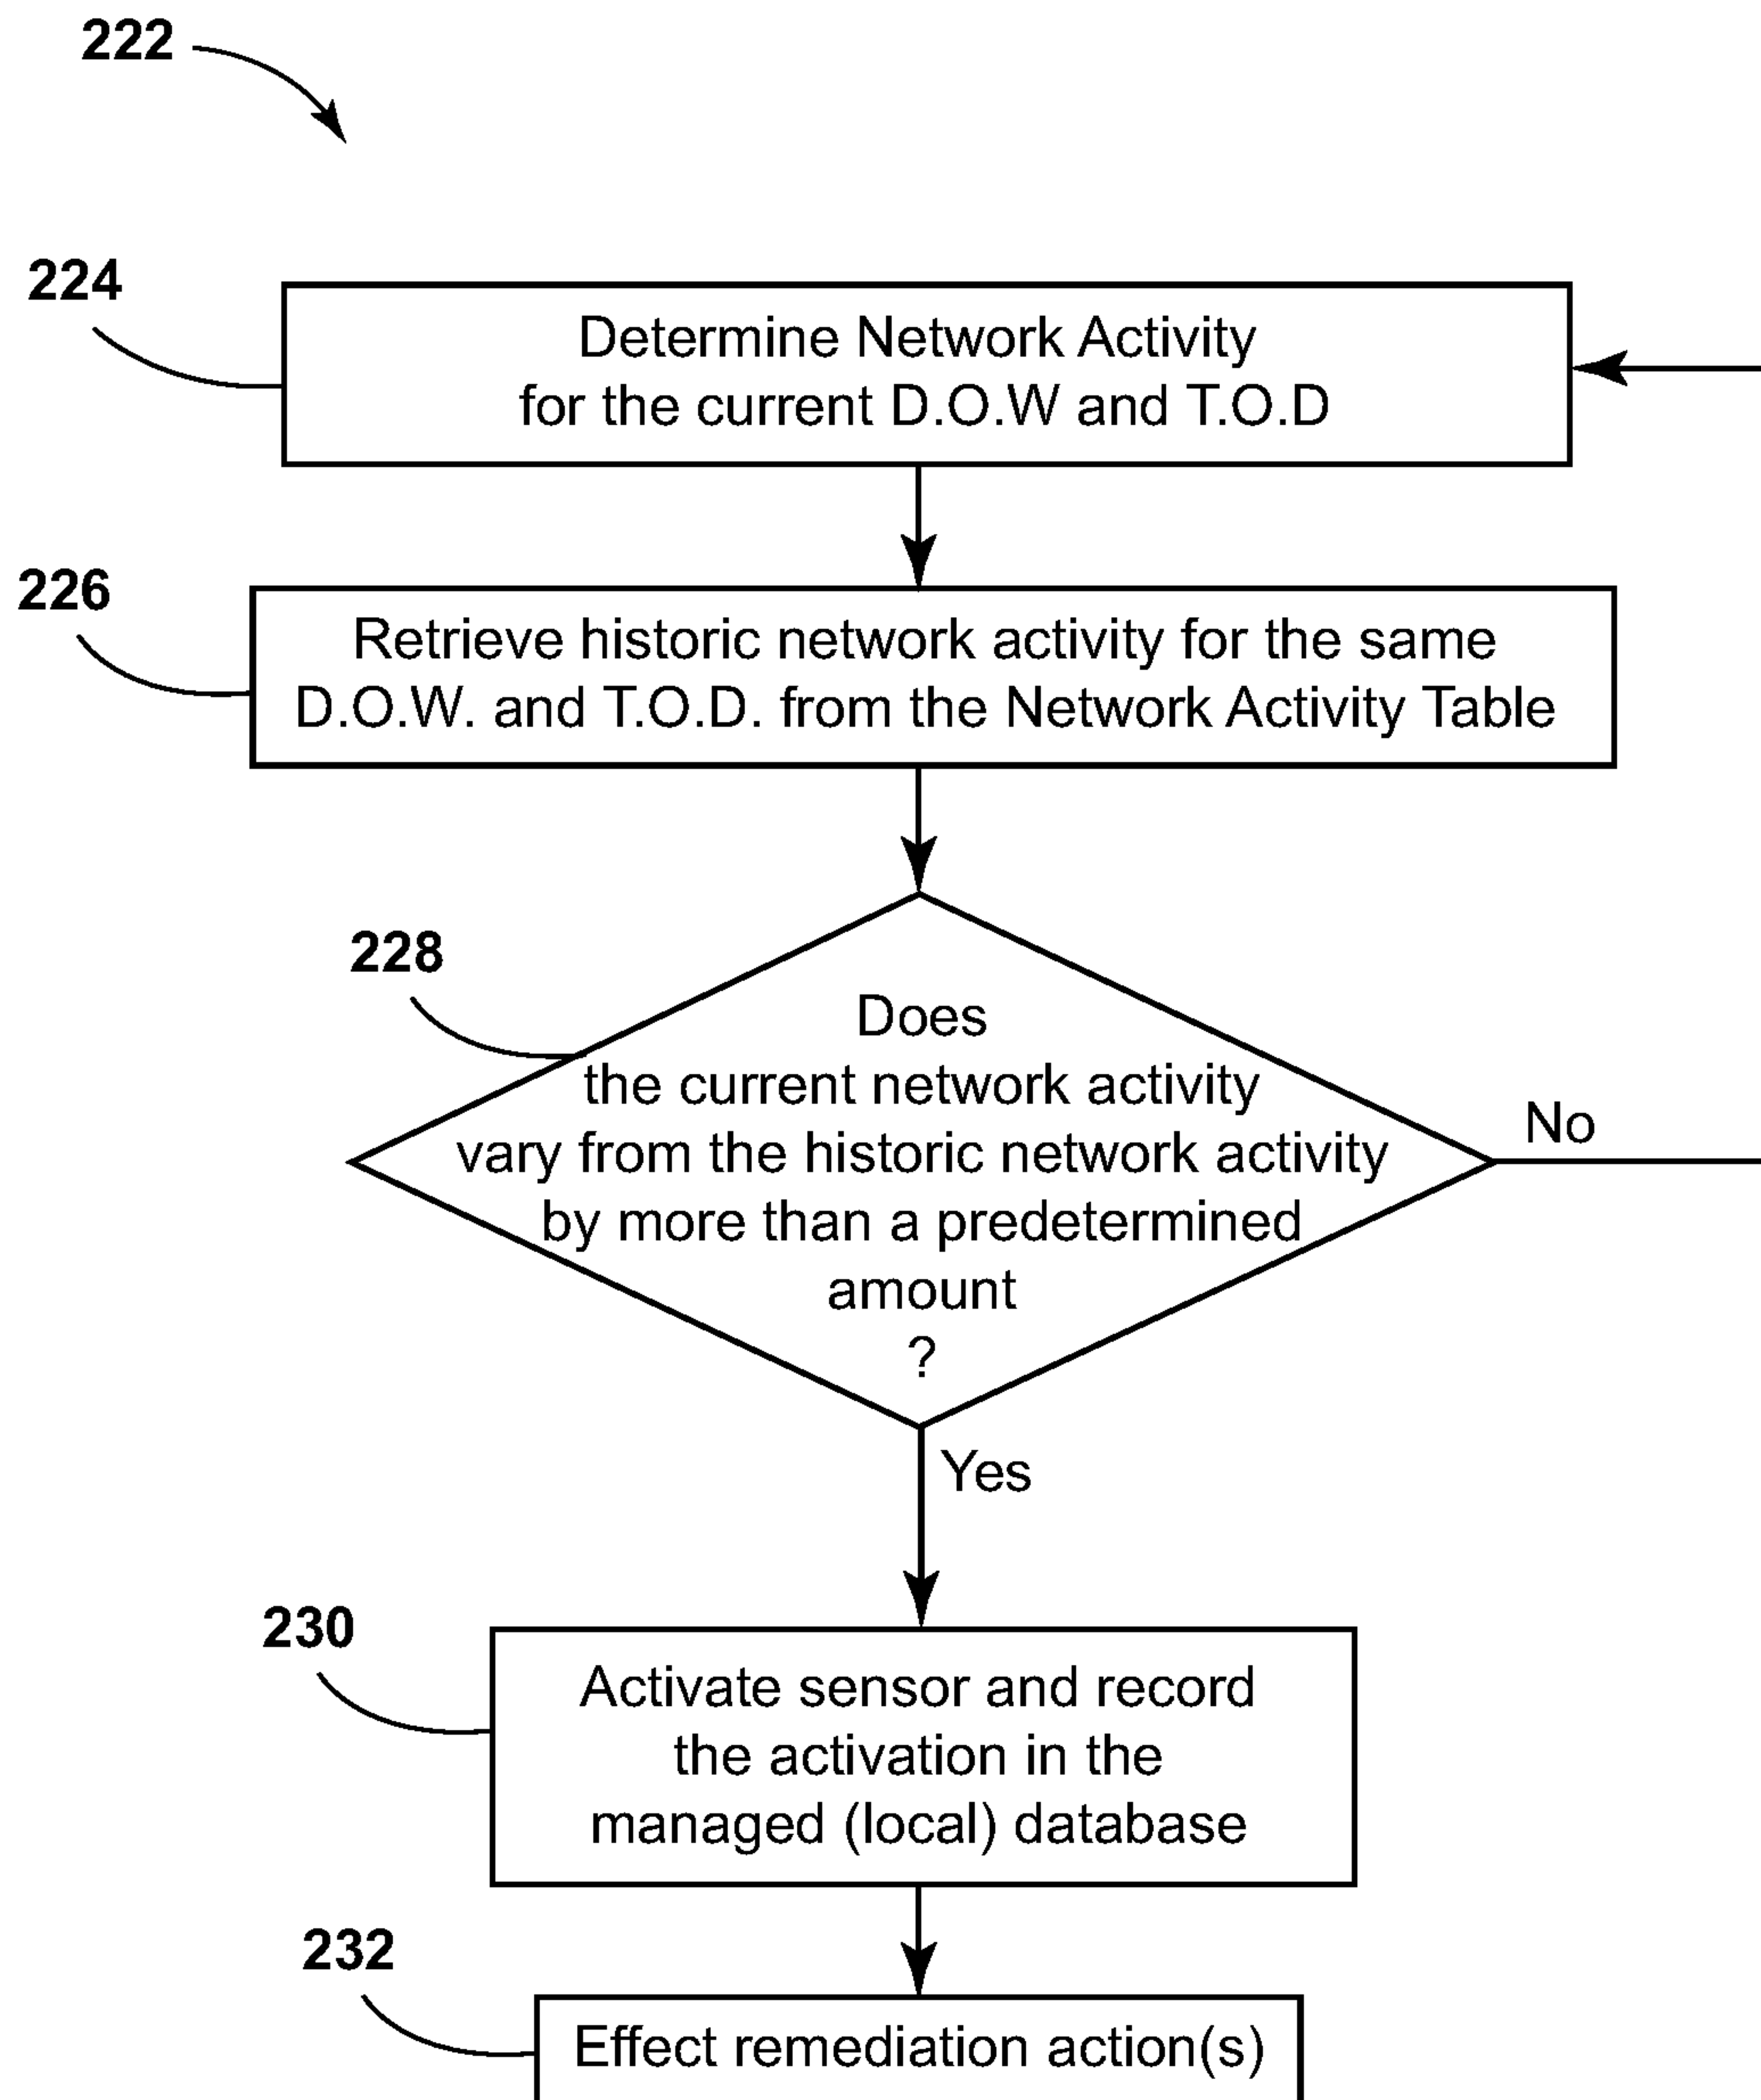 222
224
Determine Network Activity
for the current D.O.W and T.O.D
226
Retrieve historic network activity for the same
D.O.W. and T.O.D. from the Network Activity Table
228
Does
the current network activity
vary from the historic network activity
by more than a predetermined
amount
?
No
Yes
230
Activate sensor and record
the activation in the
managed (local) database
232
Effect remediation action(s)